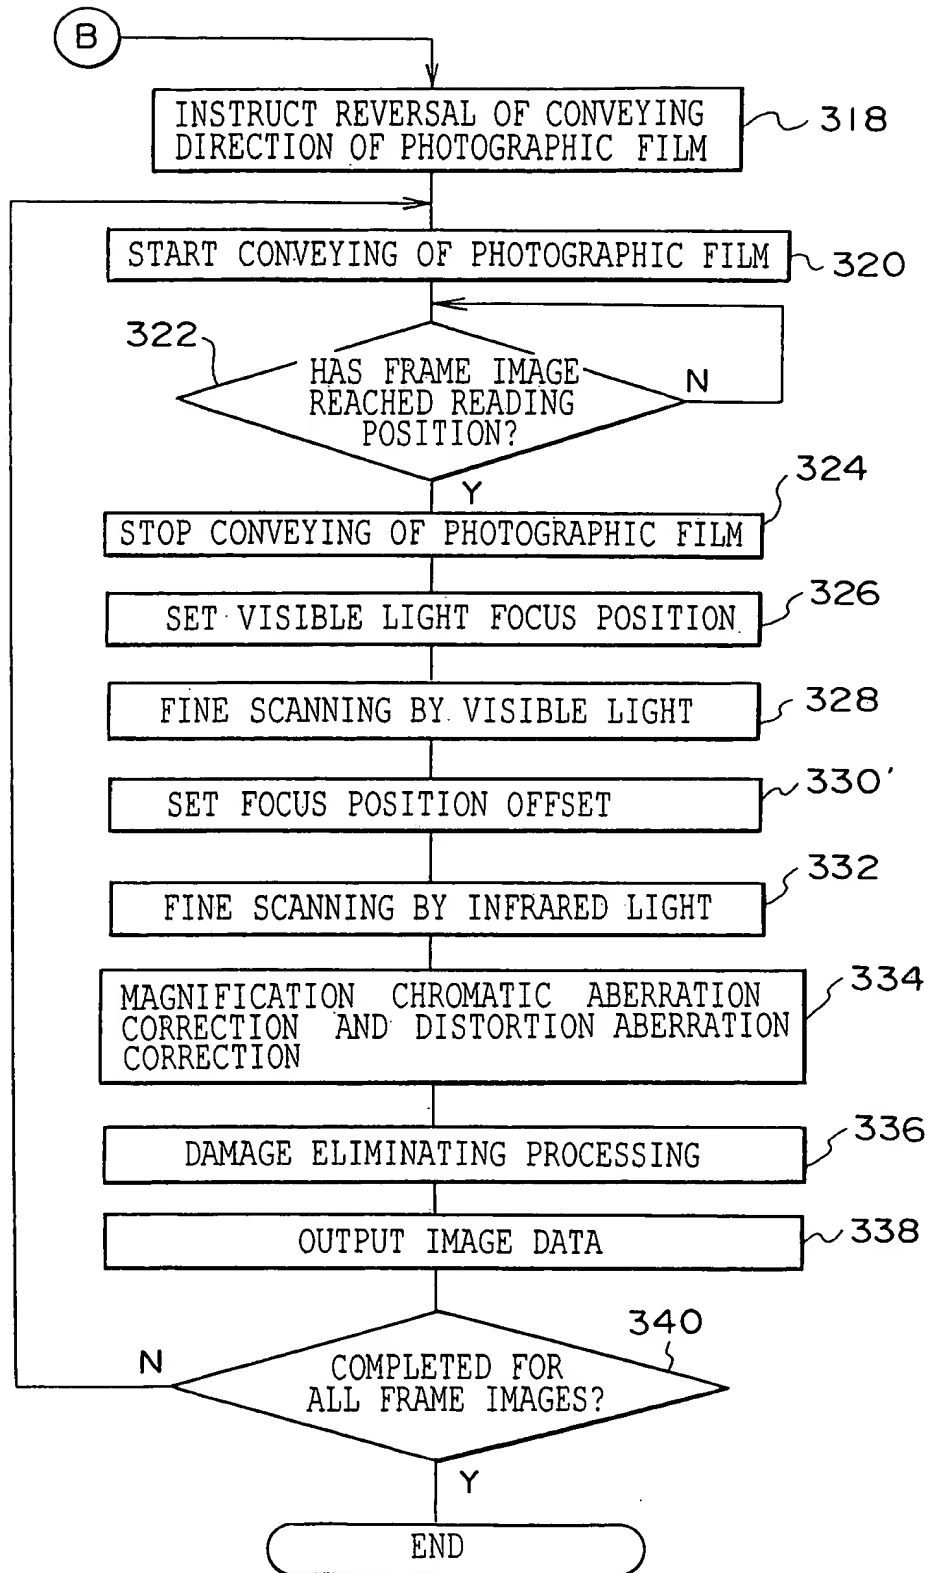 B
INSTRUCT REVERSAL OF CONVEYING
DIRECTION OF PHOTOGRAPHIC FILM
318
START CONVEYING OF PHOTOGRAPHIC FILM
320
322
HAS FRAME IMAGE
REACHED READING
POSITION?
N
Y
324
STOP CONVEYING OF PHOTOGRAPHIC FILM
326
SET VISIBLE LIGHT FOCUS POSITION
328
FINE SCANNING BY VISIBLE LIGHT
330'
SET FOCUS POSITION OFFSET
332
FINE SCANNING BY INFRARED LIGHT
334
MAGNIFICATION CHROMATIC ABERRATION
CORRECTION AND DISTORTION ABERRATION
CORRECTION
336
DAMAGE ELIMINATING PROCESSING
338
OUTPUT IMAGE DATA
340
N
COMPLETED FOR
ALL FRAME IMAGES?
Y
END